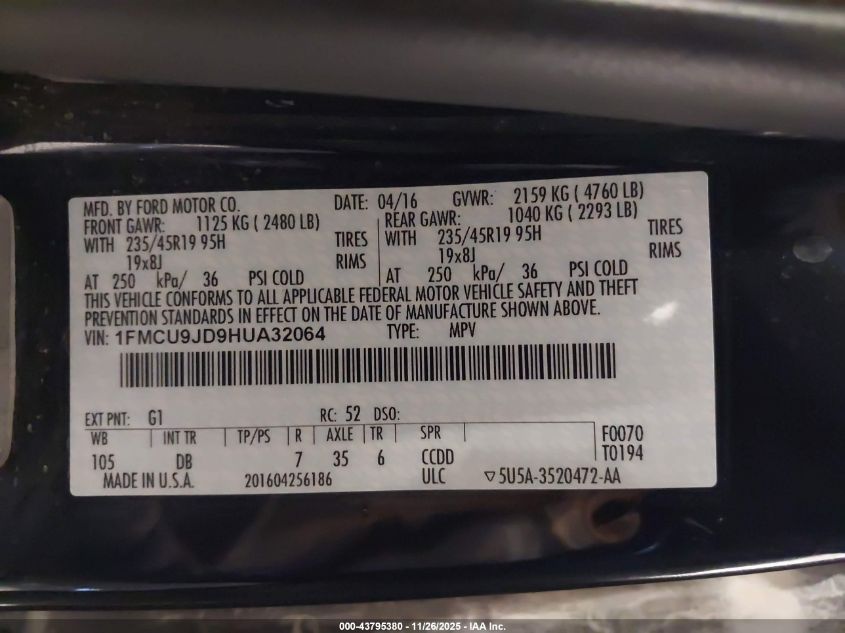 MFD. BY FORD MOTOR CO. DATE: 04/16 GVWR: 2159 KG ( 4760 LB)
FRONT GAWR: 1125 KG ( 2480 LB) REAR GAWR: 1040 KG ( 2293 LB)
WITH 235/45R19 95H TIRES WITH 235/45R19 95H TIRES
19x8J RIMS 19x8J RIMS
AT 250 kPa/ 36 PSI COLD AT 250 kPa/ 36 PSI COLD
THIS VEHICLE CONFORMS TO ALL APPLICABLE FEDERAL MOTOR VEHICLE SAFETY AND THEFT
PREVENTION STANDARDS IN EFFECT ON THE DATE OF MANUFACTURE SHOWN ABOVE.
VIN: 1FMCU9JD9HUA32064 TYPE: MPV
EXT PNT: G1 RC: 52 DSO:
WB INT TR TP/PS R AXLE TR SPR F0070
105 DB 7 35 6 CCDD T0194
MADE IN U.S.A. 201604256186 ULC ▽5U5A-3520472-AA
000-43795380 - 11/26/2025 - IAA Inc.